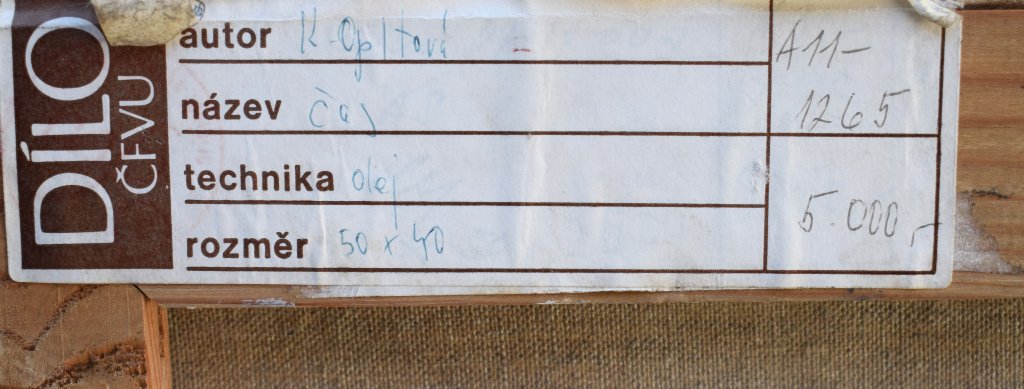 DÍLO
ČFVU
autor K. Opltová
A11-
1265
název Čas
technika olej
rozměr 50 x 40
5.000,-